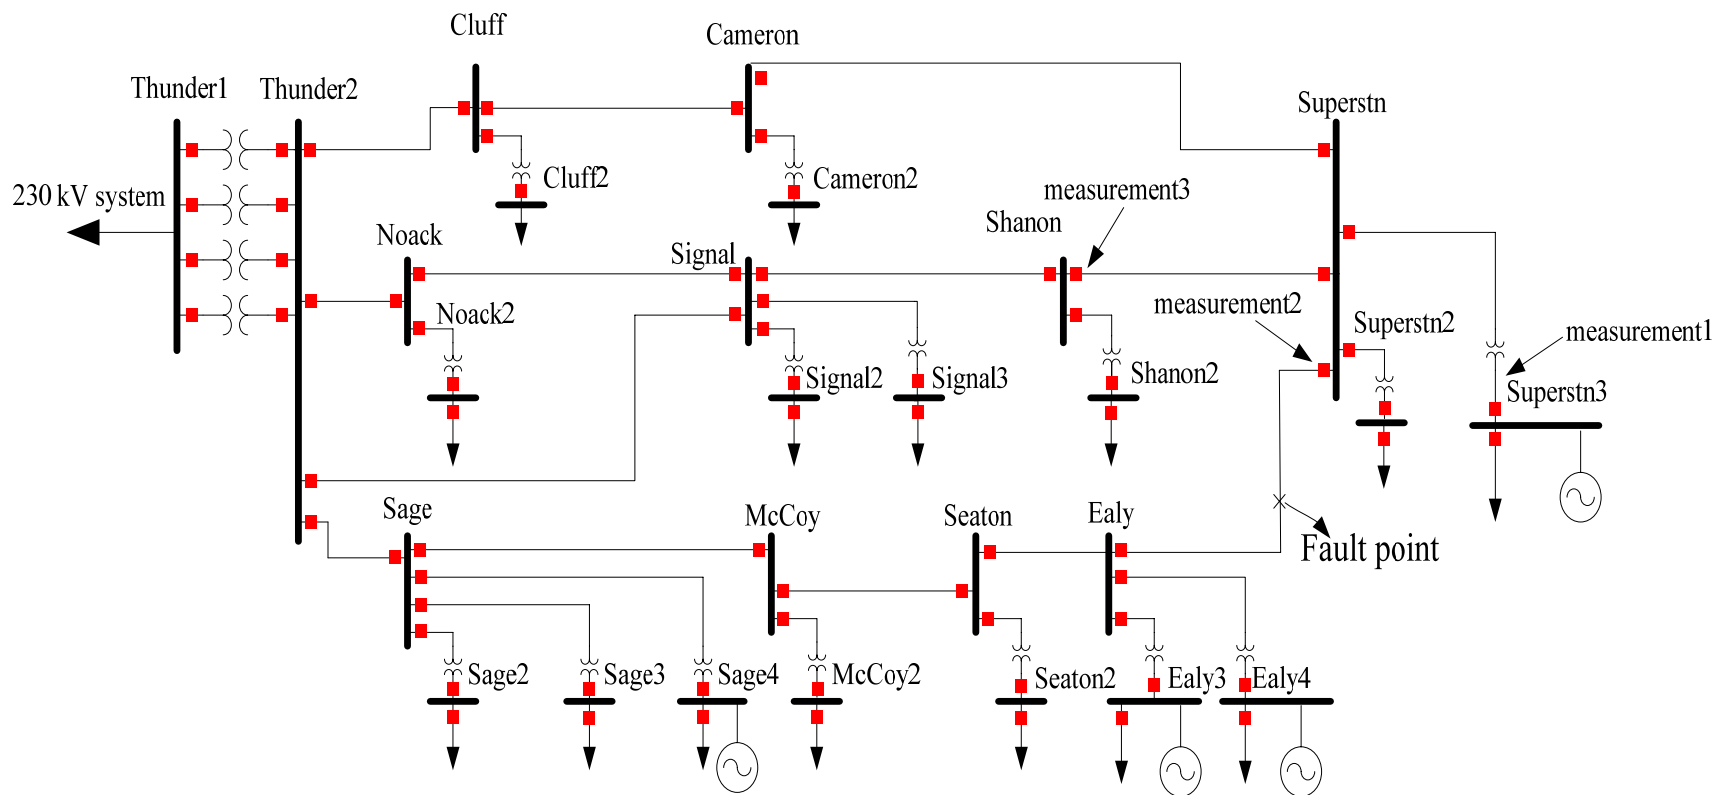 Cluff
Cameron
Thunder1
Thunder2
Superstn
Cluff2
Cameron2
measurement3
230 kV system
Shanon
Noack
Signal
measurement2
Noack2
Superstn2
measurement1
Signal2
Signal3
Shanon2
Superstn3
Sage
McCoy
Seaton
Ealy
Fault point
Sage2
Sage3
Sage4
McCoy2
Seaton2
Ealy3
Ealy4